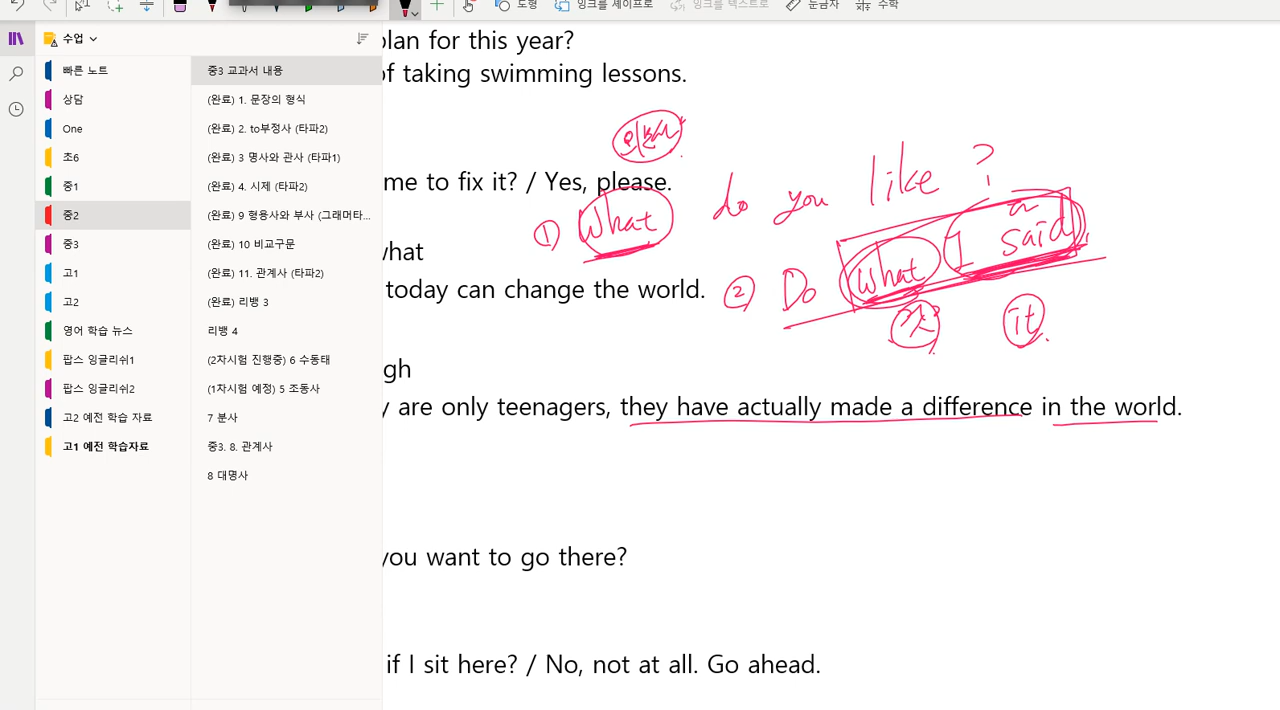 도형
잉크를 셰이프로
잉크를 텍스트로
눈금자
수학
수업
빠른 노트
상담
One
초6
중1
중2
중3
고1
고2
영어 학습 뉴스
팝스 잉글리쉬1
팝스 잉글리쉬2
고2 예전 학습 자료
고1 예전 학습자료
중3 교과서 내용
(완료) 1. 문장의 형식
(완료) 2. to부정사 (타파2)
(완료) 3 명사와 관사 (타파1)
(완료) 4. 시제 (타파2)
(완료) 9 형용사와 부사 (그래머타...
(완료) 10 비교구문
(완료) 11. 관계사 (타파2)
(완료) 리뱅 3
리뱅 4
(2차시험 진행중) 6 수동태
(1차시험 예정) 5 조동사
7 분사
중3. 8. 관계사
8 대명사
plan for this year?
of taking swimming lessons.
의문사
me to fix it? / Yes, please.
① What do you like?
what
today can change the world.
② Do what I said.
것
it
gh
y are only teenagers, they have actually made a difference in the world.
you want to go there?
if I sit here? / No, not at all. Go ahead.